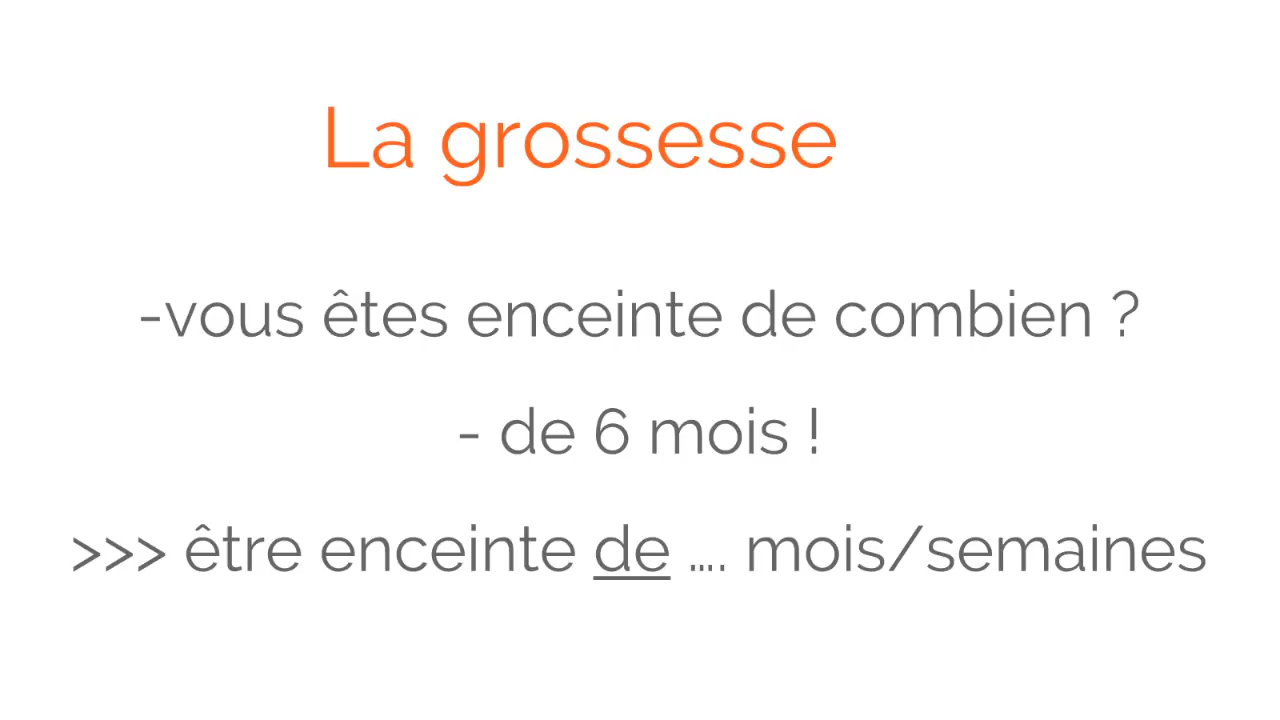 La grossesse
-vous êtes enceinte de combien ?
- de 6 mois !
>>> être enceinte de .... mois/semaines